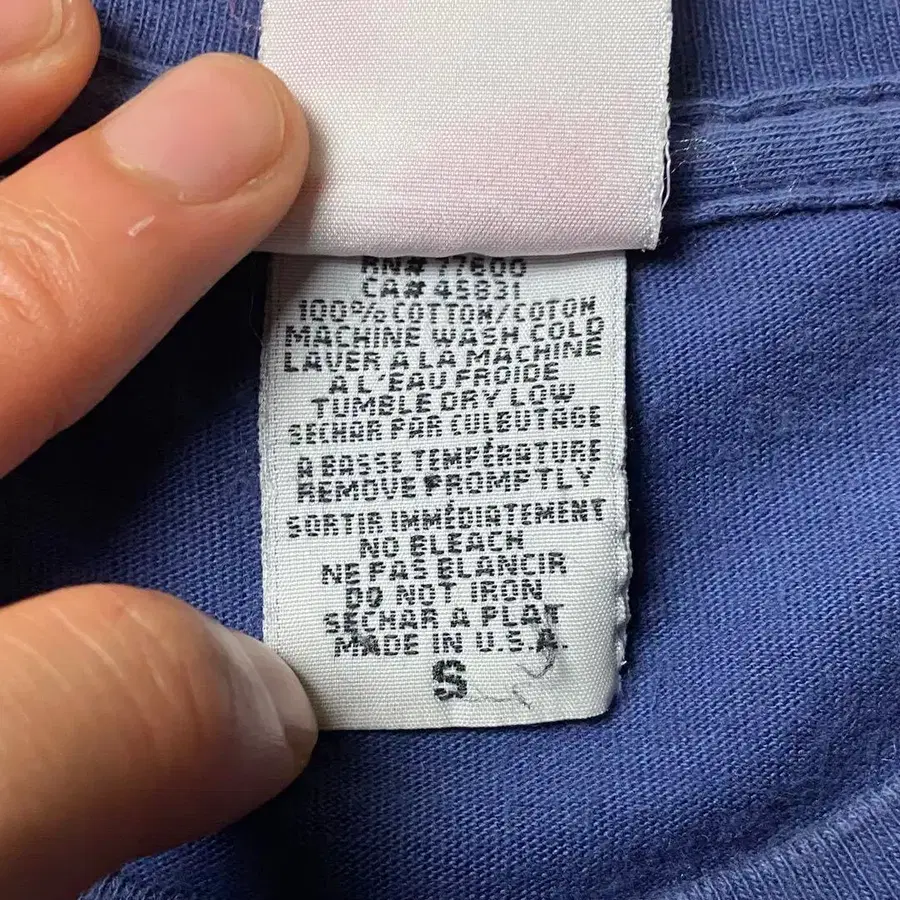 RN# 77600
CA# 45831
100% COTTON/COTON
MACHINE WASH COLD
LAVER A LA MACHINE
A L'EAU FROIDE
TUMBLE DRY LOW
SECHAR PAR CULBUTAGE
A BASSE TEMPÉRATURE
REMOVE PROMPTLY
SORTIR IMMÉDIATEMENT
NO BLEACH
NE PAS BLANCIR
DO NOT IRON
SECHAR A PLAT
MADE IN U.S.A.
S